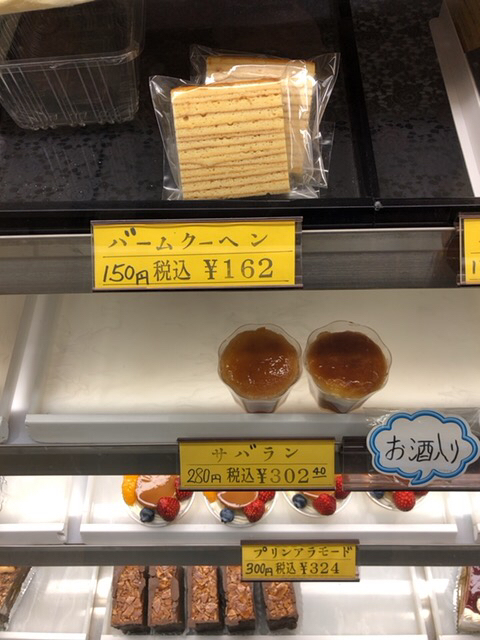 バームクーヘン
150円 税込 ¥162
サバラン
280円 税込 ¥302.40
お酒入り
プリンアラモード
300円 税込 ¥324